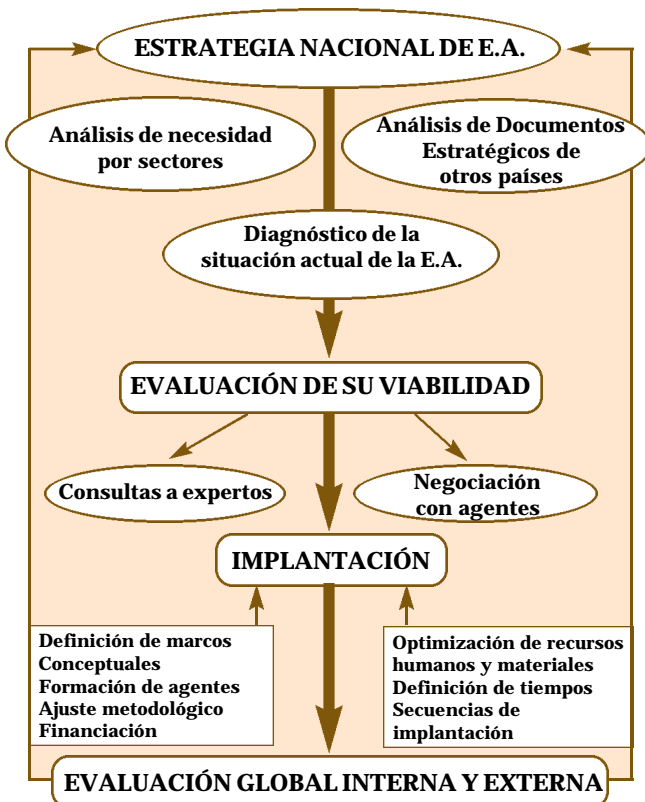 ESTRATEGIA NACIONAL DE E.A.
Análisis de necesidad
por sectores
Análisis de Documentos
Estratégicos de
otros países
Diagnóstico de la
situación actual de la E.A.
EVALUACIÓN DE SU VIABILIDAD
Consultas a expertos
Negociación
con agentes
IMPLANTACIÓN
Definición de marcos
Conceptuales
Formación de agentes
Ajuste metodológico
Financiación
Optimización de recursos
humanos y materiales
Definición de tiempos
Secuencias de
implantación
EVALUACIÓN GLOBAL INTERNA Y EXTERNA